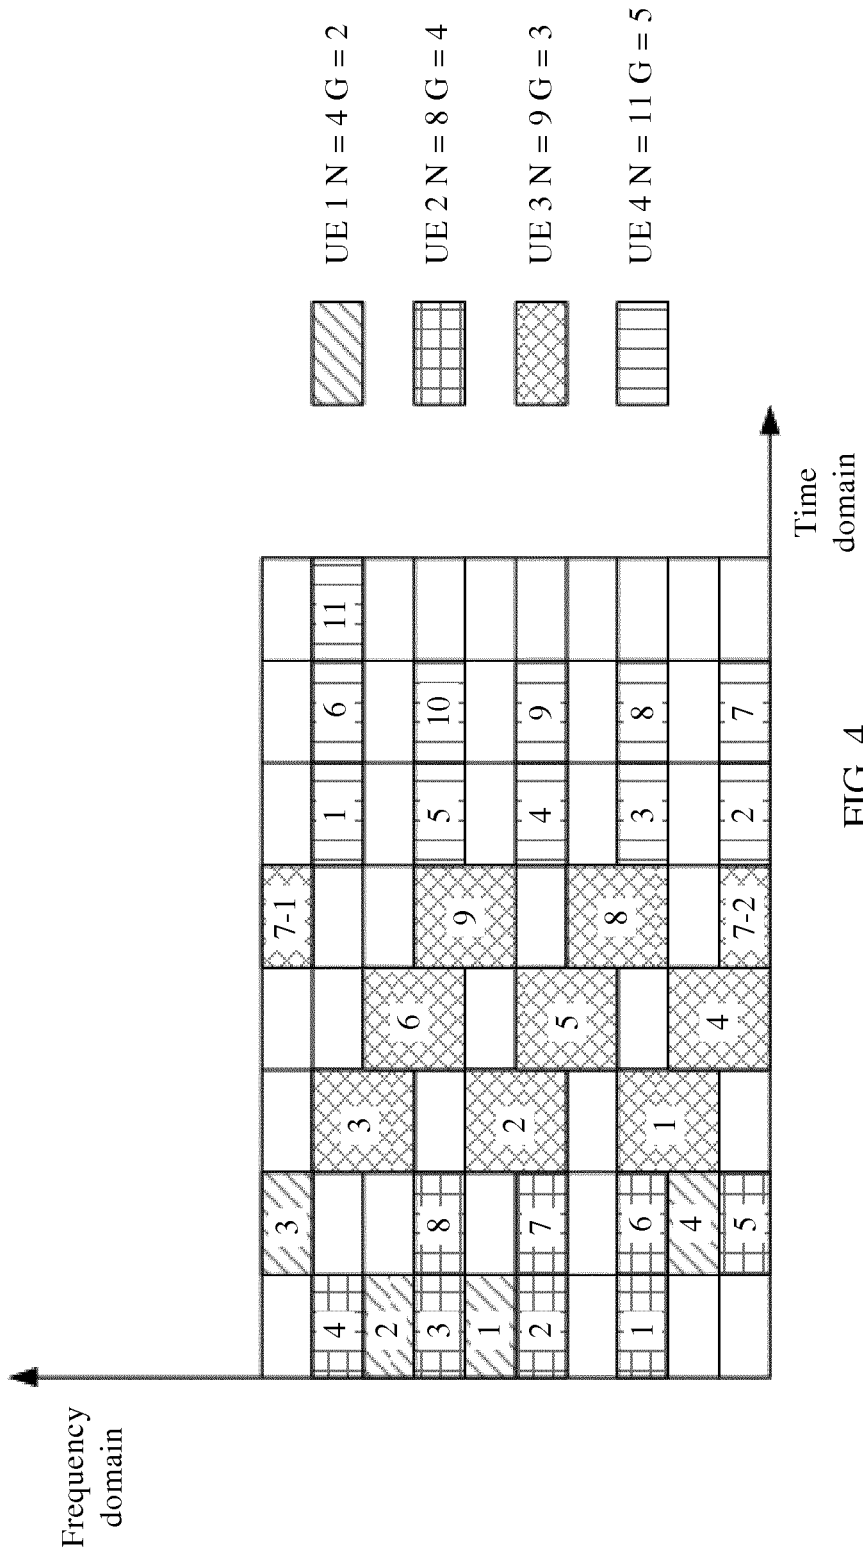 Frequency
domain
3 7-1
4 1 6 11
2 3 6
3 8 5 10
1 9
2 7 2 5 4 9
8
1 6 1 3 8
4 4
5 7-2 2 7
UE 1 N = 4 G = 2
UE 2 N = 8 G = 4
UE 3 N = 9 G = 3
UE 4 N = 11 G = 5
Time
domain
FIG. 4